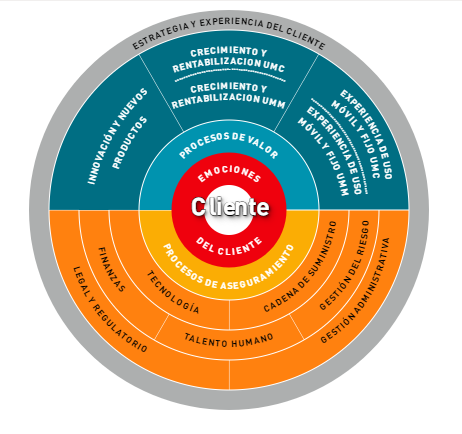 ESTRATEGIA Y EXPERIENCIA DEL CLIENTE
CRECIMIENTO Y
RENTABILIZACION UMC
CRECIMIENTO Y
RENTABILIZACION UMM
INNOVACIÓN Y NUEVOS
PRODUCTOS
EXPERIENCIA DE USO
MÓVIL Y FIJO UMC
EXPERIENCIA DE USO
MÓVIL Y FIJO UMM
PROCESOS DE VALOR
EMOCIONES
Cliente
DEL CLIENTE
PROCESOS DE ASEGURAMIENTO
TECNOLOGÍA
CADENA DE SUMINISTRO
FINANZAS
TALENTO HUMANO
GESTIÓN DEL RIESGO
LEGAL Y REGULATORIO
GESTIÓN ADMINISTRATIVA